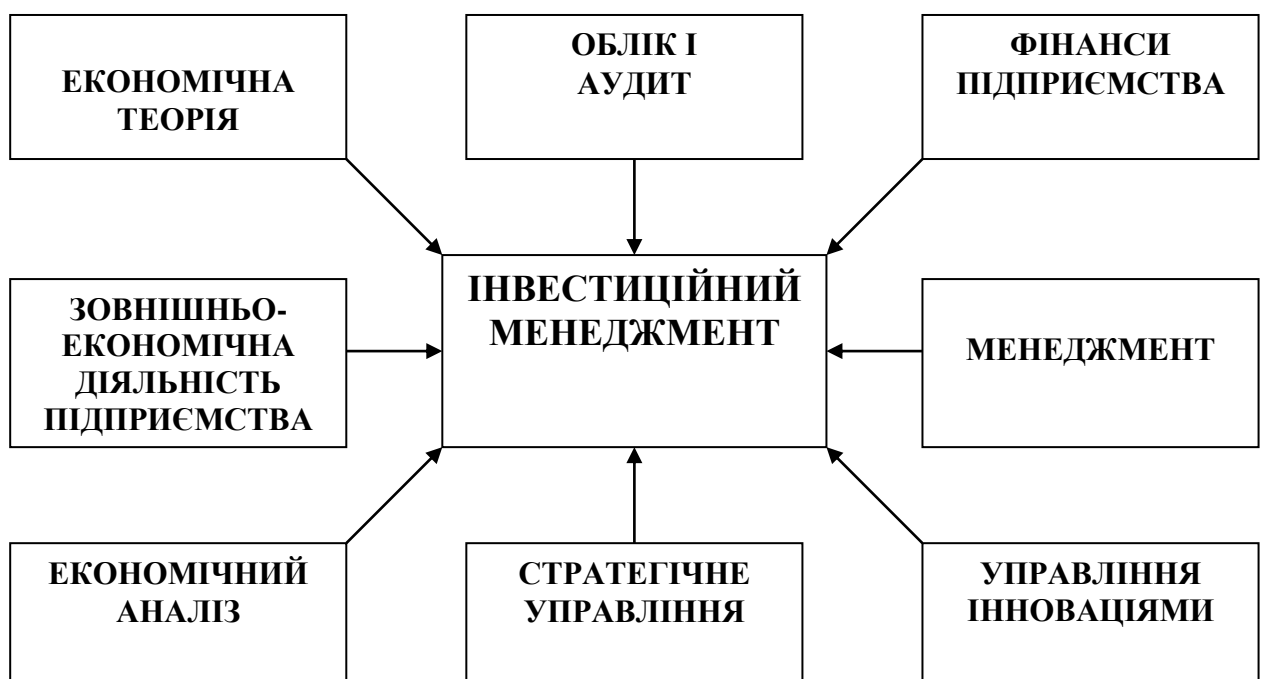 ЕКОНОМІЧНА
ТЕОРІЯ
ОБЛІК І
АУДИТ
ФІНАНСИ
ПІДПРИЄМСТВА
ЗОВНІШНЬО-
ЕКОНОМІЧНА
ДІЯЛЬНІСТЬ
ПІДПРИЄМСТВА
ІНВЕСТИЦІЙНИЙ
МЕНЕДЖМЕНТ
МЕНЕДЖМЕНТ
ЕКОНОМІЧНИЙ
АНАЛІЗ
СТРАТЕГІЧНЕ
УПРАВЛІННЯ
УПРАВЛІННЯ
ІННОВАЦІЯМИ